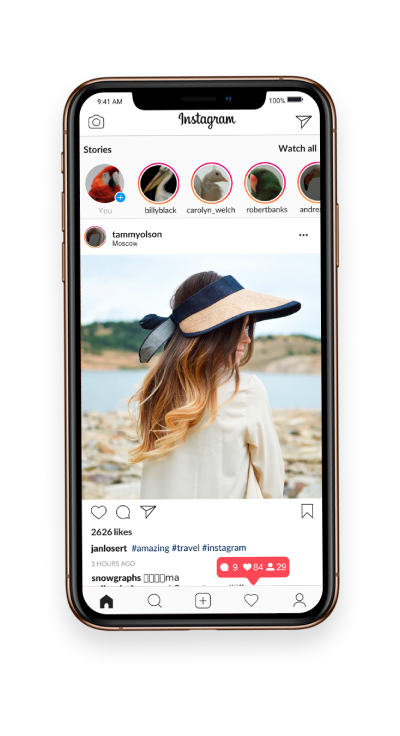 9:41 AM 100%
Instagram
Stories Watch all
You billyblack carolyn_welch robertbanks andrea
tammyolson
Moscow
2626 likes
janlosert #amazing #travel #instagram
3 HOURS AGO
snowgraphs ▯▯▯▯ma
9 84 29